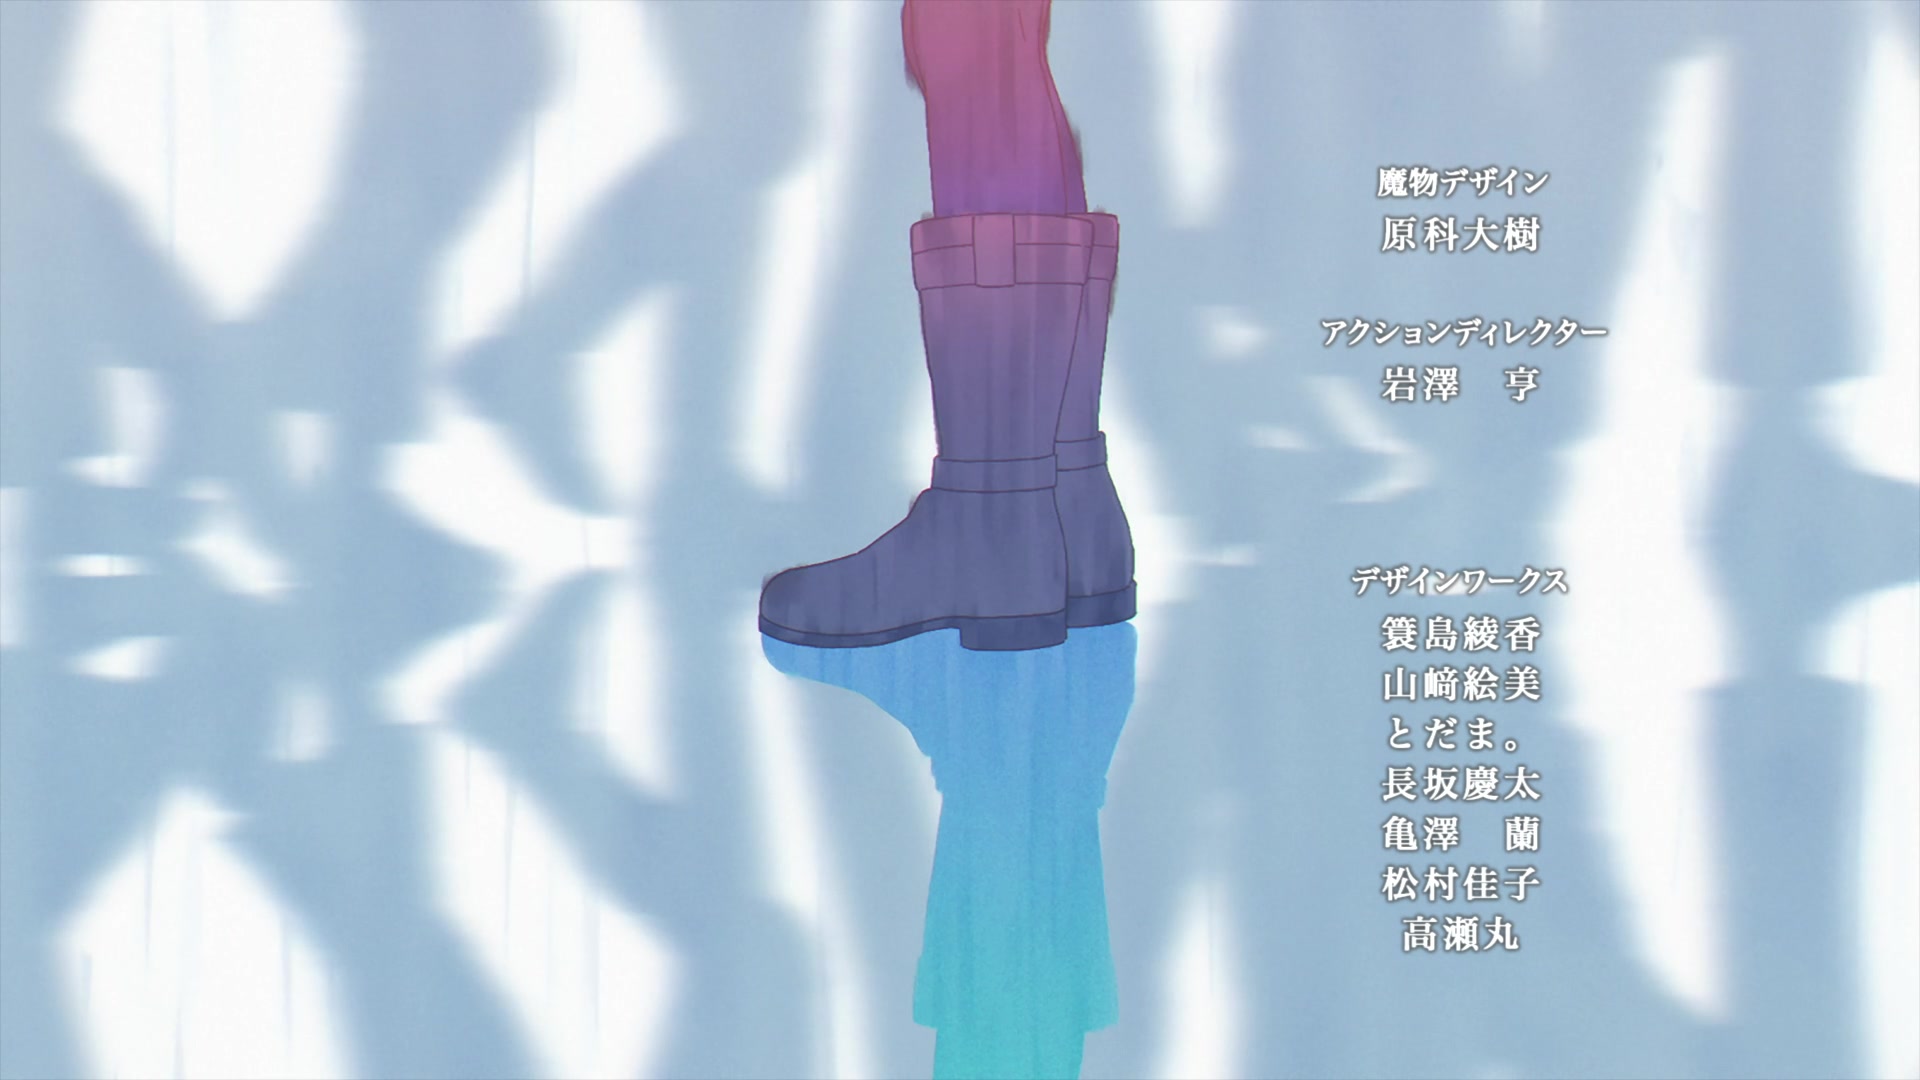 魔物デザイン
原科大樹
アクションディレクター
岩澤　亨
デザインワークス
簑島綾香
山﨑絵美
とだま。
長坂慶太
亀澤　蘭
松村佳子
高瀬丸